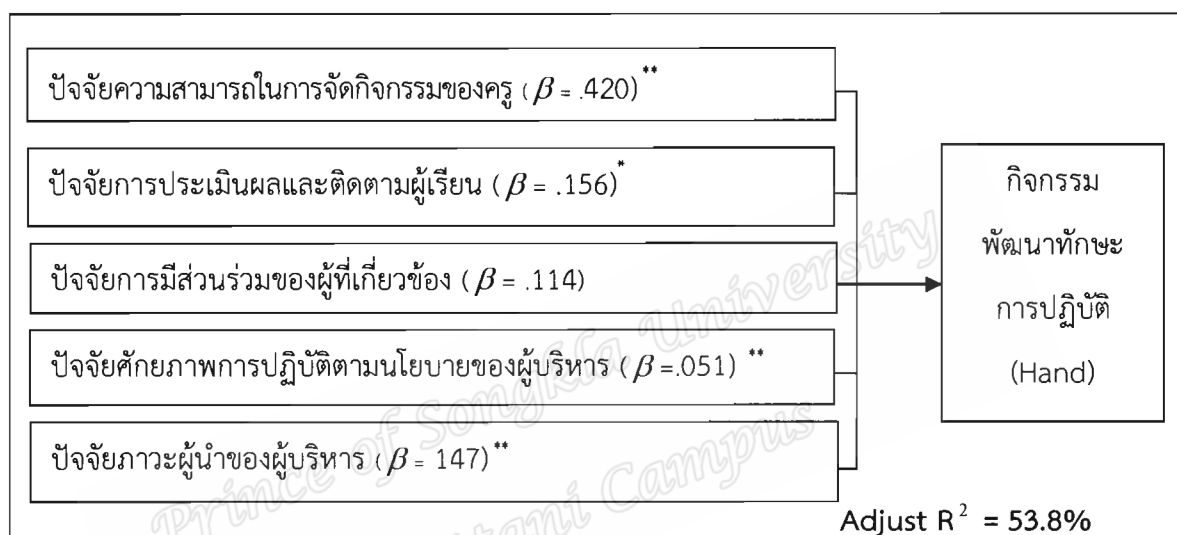 ปัจจัยความสามารถในการจัดกิจกรรมของครู (β = .420)**
ปัจจัยการประเมินผลและติดตามผู้เรียน (β = .156)*
ปัจจัยการมีส่วนร่วมของผู้ที่เกี่ยวข้อง (β = .114)
ปัจจัยศักยภาพการปฏิบัติตามนโยบายของผู้บริหาร (β =.051) **
ปัจจัยภาวะผู้นำของผู้บริหาร (β = 147)**
กิจกรรม
พัฒนาทักษะ
การปฏิบัติ
(Hand)
Adjust R² = 53.8%
Prince of Songkla University
Pattani Campus